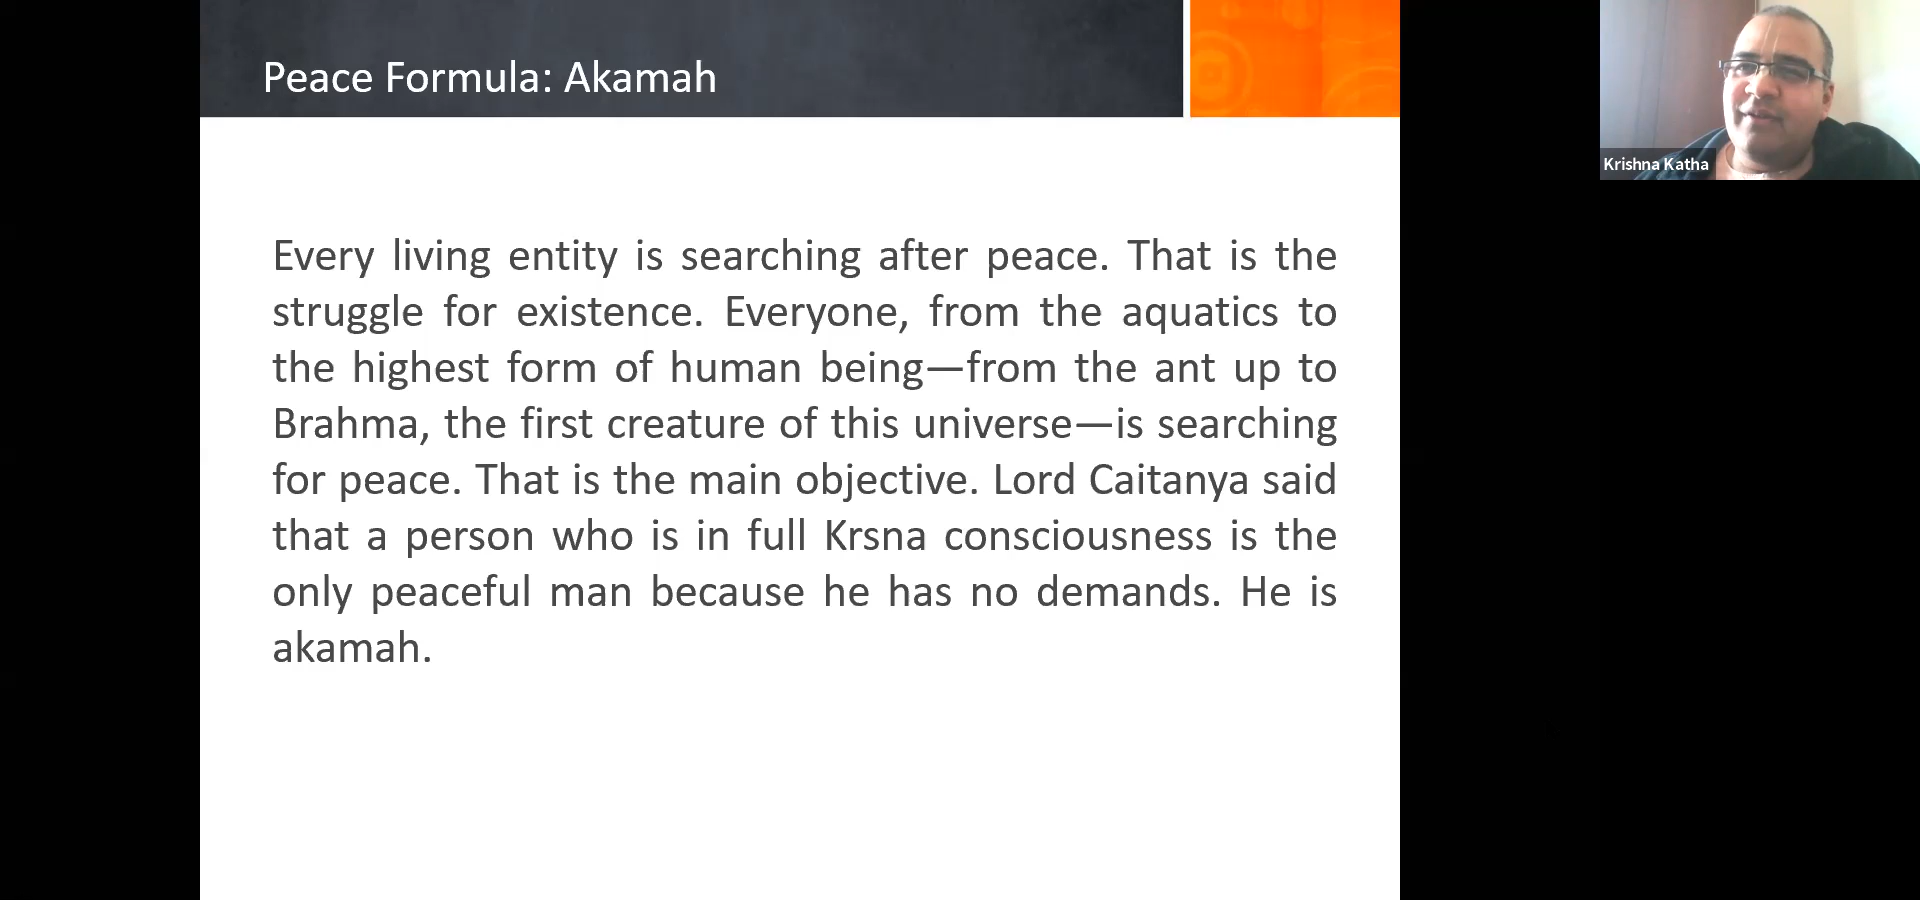 Peace Formula: Akamah
Krishna Katha
Every living entity is searching after peace. That is the
struggle for existence. Everyone, from the aquatics to
the highest form of human being—from the ant up to
Brahma, the first creature of this universe—is searching
for peace. That is the main objective. Lord Caitanya said
that a person who is in full Krsna consciousness is the
only peaceful man because he has no demands. He is
akamah.